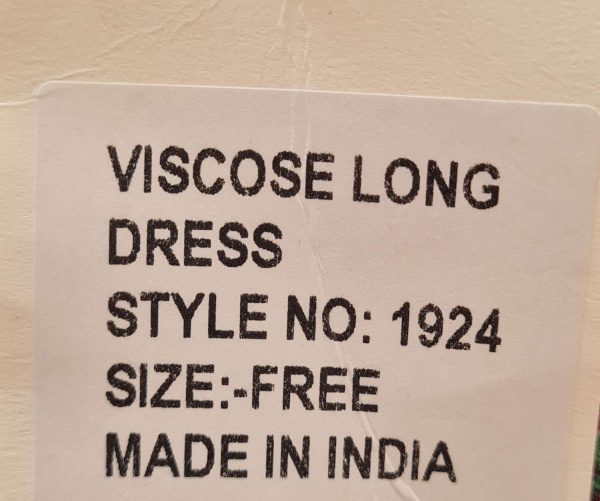 VISCOSE LONG
DRESS
STYLE NO: 1924
SIZE:-FREE
MADE IN INDIA